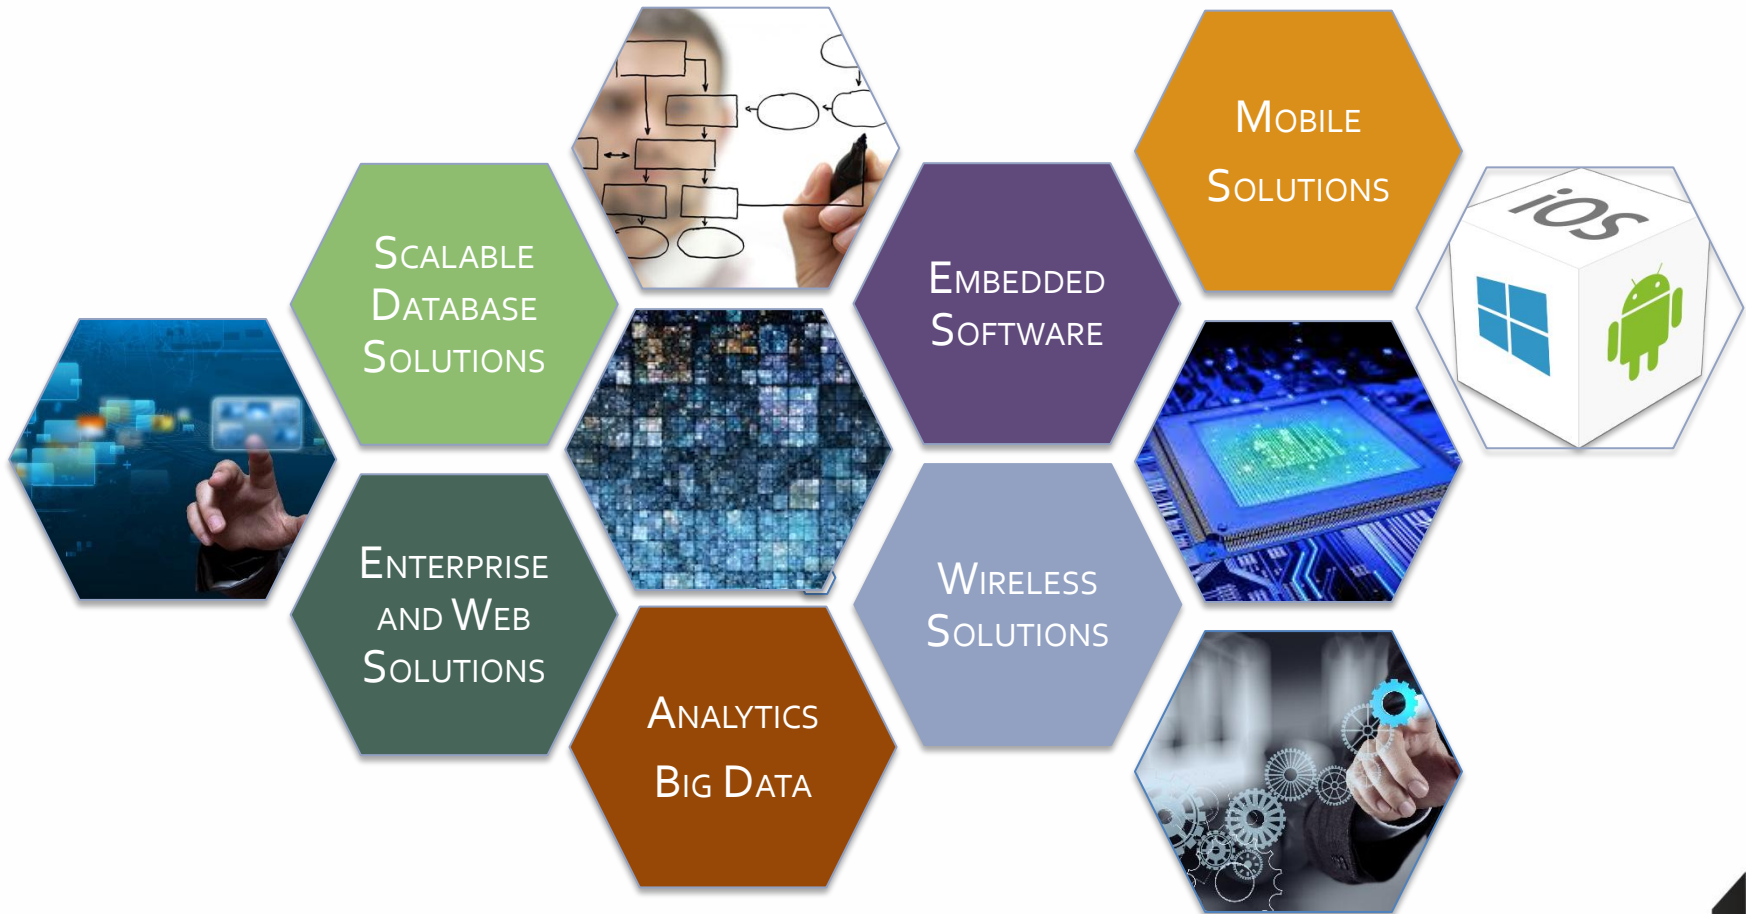 Scalable
Database
Solutions
Enterprise
and Web
Solutions
Analytics
Big Data
Embedded
Software
Wireless
Solutions
Mobile
Solutions
iOS